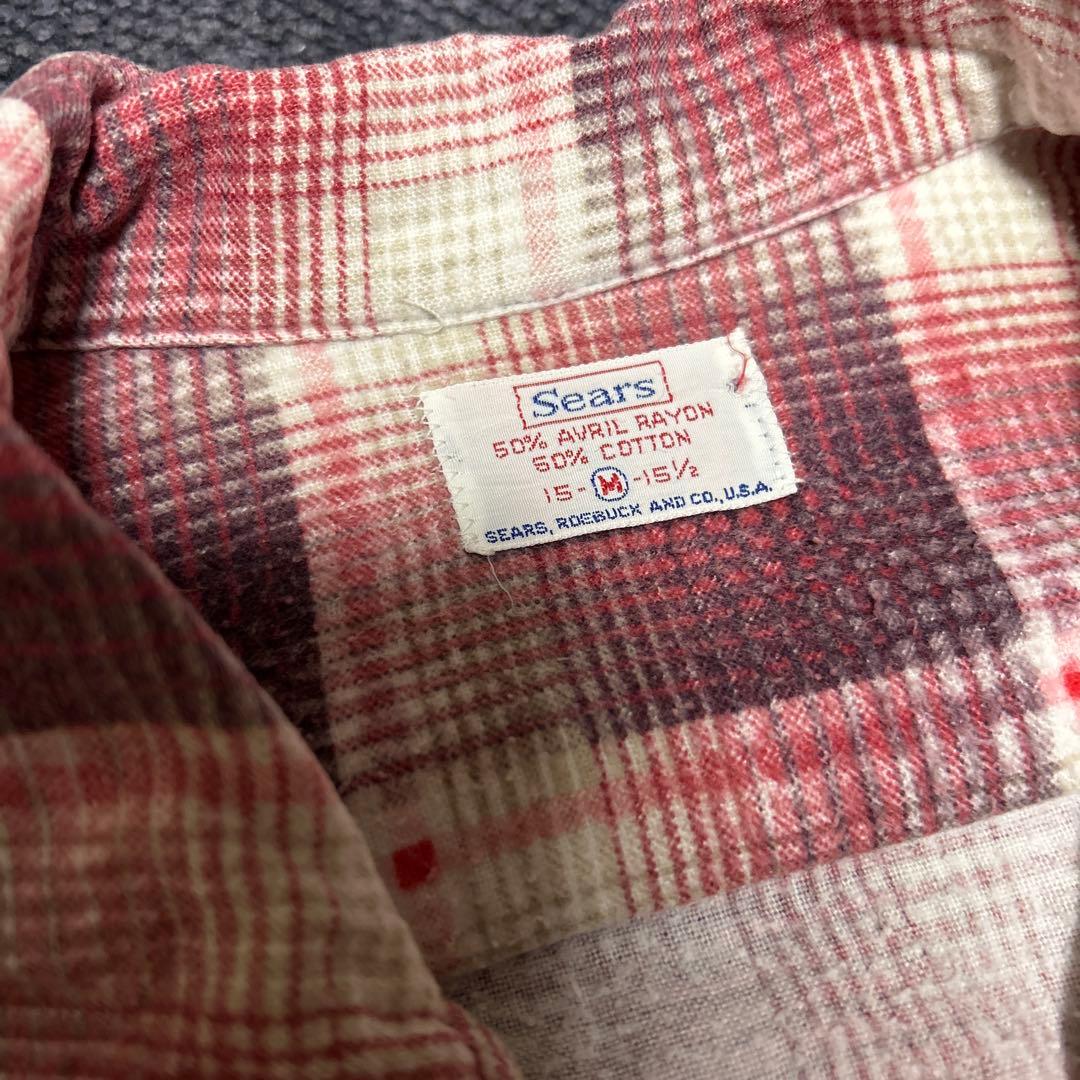 Sears
50% AVRIL RAYON
50% COTTON
15-M-15½
SEARS, ROEBUCK AND CO., U.S.A.